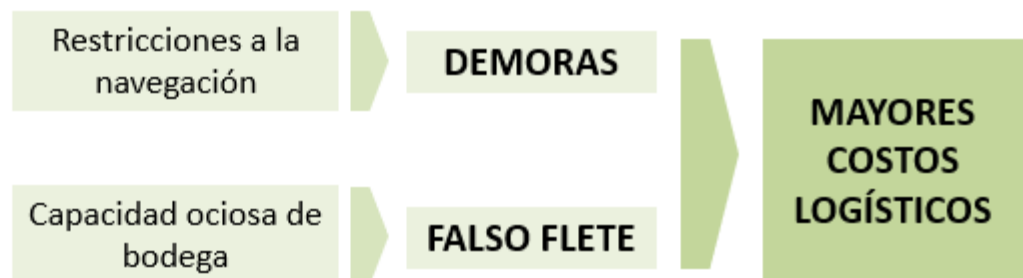 Restricciones a la
navegación
DEMORAS
Capacidad ociosa de
bodega
FALSO FLETE
MAYORES
COSTOS
LOGÍSTICOS